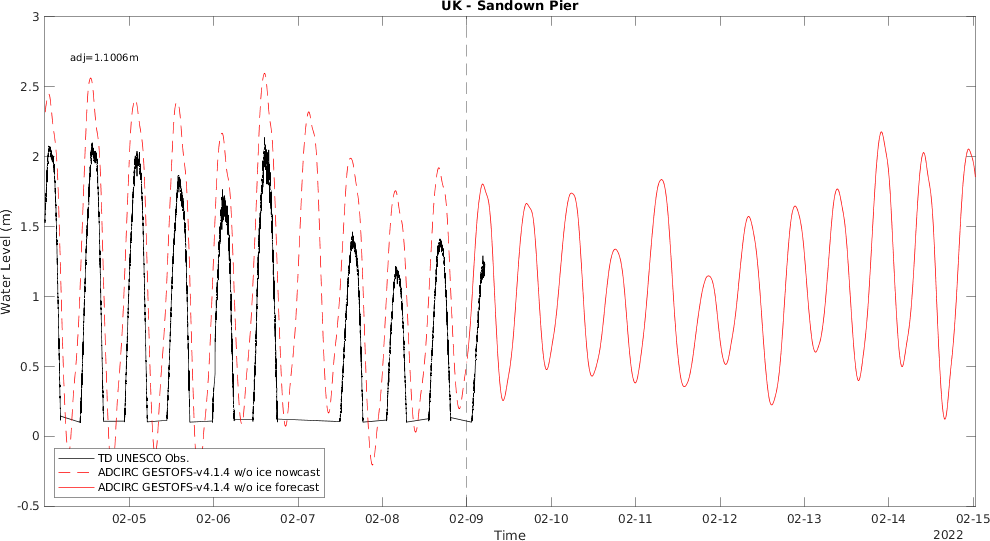 UK - Sandown Pier
3
adj=1.1006m
2.5
2
1.5
1
0.5
0
-0.5
Water Level (m)
TD UNESCO Obs.
ADCIRC GESTOFS-v4.1.4 w/o ice nowcast
ADCIRC GESTOFS-v4.1.4 w/o ice forecast
02-05 02-06 02-07 02-08 02-09 02-10 02-11 02-12 02-13 02-14 02-15
Time
2022